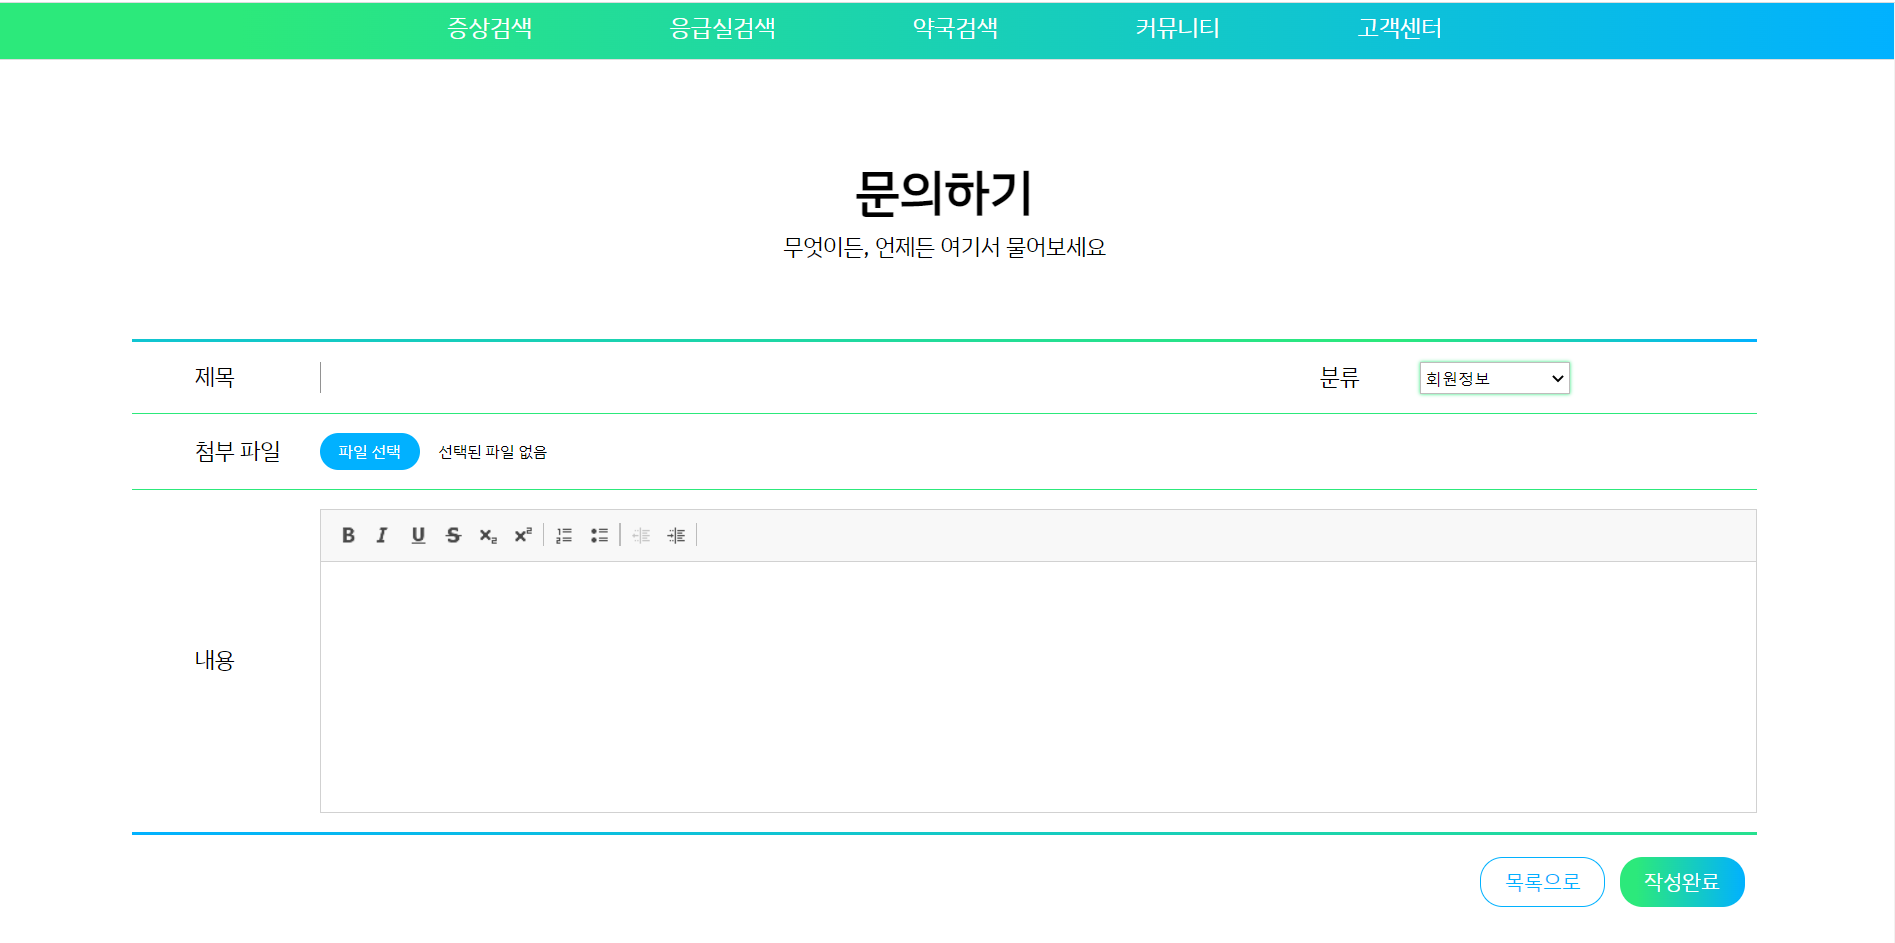 증상검색 응급실검색 약국검색 커뮤니티 고객센터
문의하기
무엇이든, 언제든 여기서 물어보세요
제목 분류 회원정보
첨부 파일 파일 선택 선택된 파일 없음
B I U S x₂ x²
내용
목록으로 작성완료